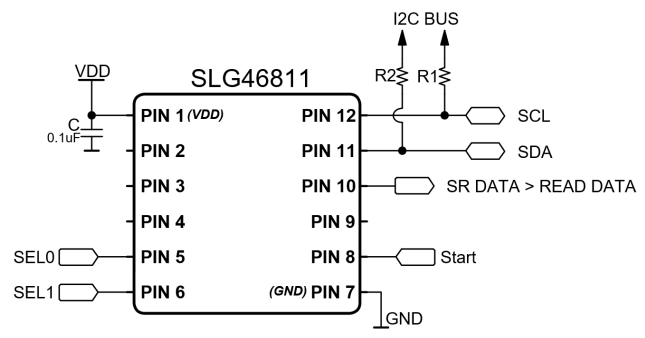 I2C BUS
VDD
SLG46811
R2
R1
C
0.1uF
PIN 1 (VDD)
PIN 12
SCL
PIN 2
PIN 11
SDA
PIN 3
PIN 10
SR DATA > READ DATA
PIN 4
PIN 9
SEL0
PIN 5
PIN 8
Start
SEL1
PIN 6
(GND) PIN 7
GND